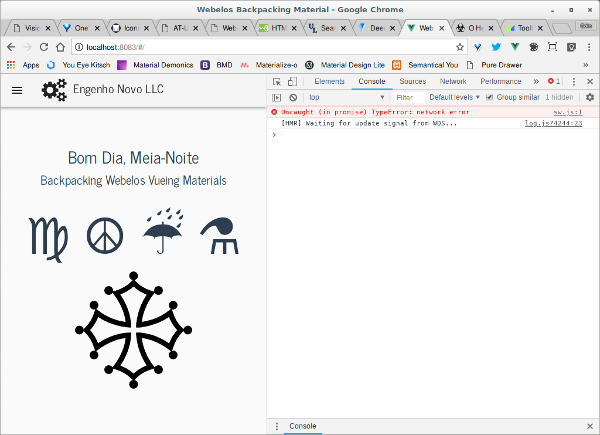 Webelos Backpacking Material - Google Chrome
Visio
One
Icon
AT-L
Web
HTM
Sea
Dee
Web
O H
Tool
localhost:8083/#/
Apps You Eye Kitsch Material Demonics BMD Materialize-o Material Design Lite Semantical You Pure Drawer
Engenho Novo LLC
Bom Dia, Meia-Noite
Backpacking Webelos Vueing Materials
Elements Console Sources Network Performance » 1
top Filter Default levels Group similar 1 hidden
Uncaught (in promise) TypeError: network error sw.js:1
[HMR] Waiting for update signal from WDS... log.js?4244:23
Console